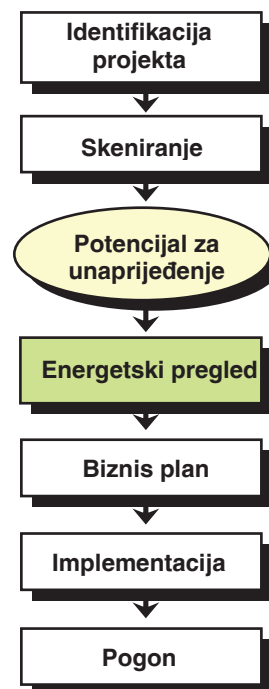 Identifikacija
projekta
Skeniranje
Potencijal za
unaprijeđenje
Energetski pregled
Biznis plan
Implementacija
Pogon